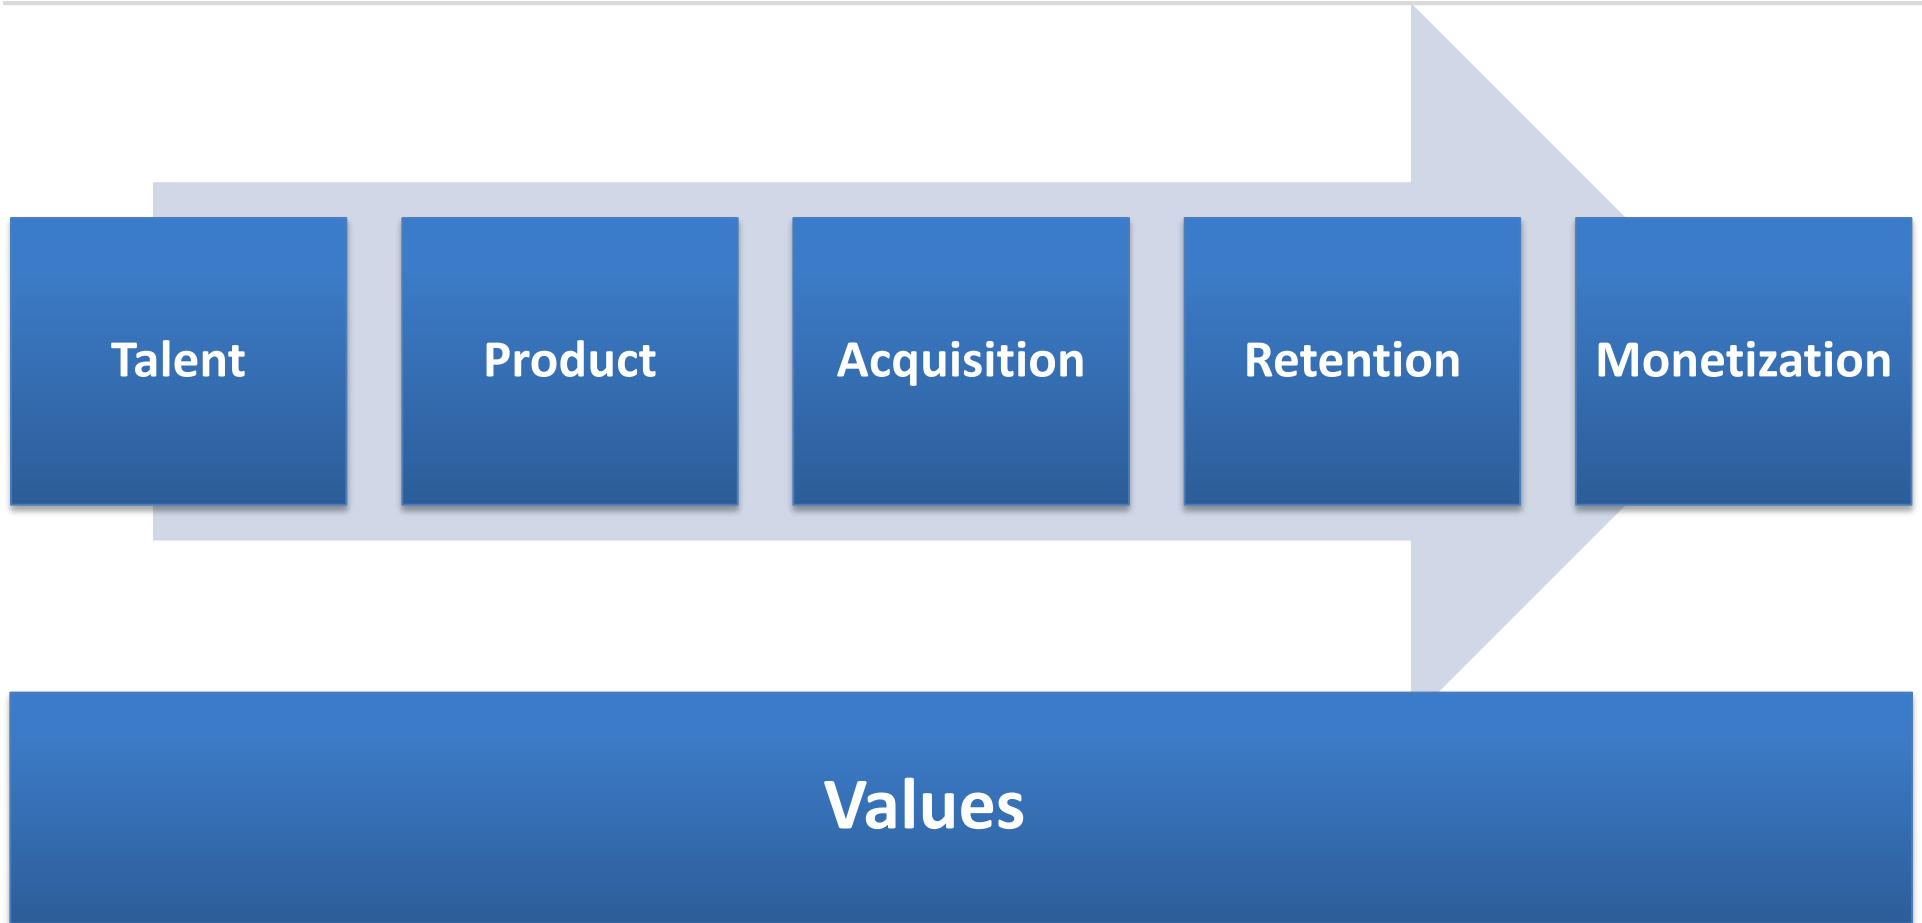 Talent
Product
Acquisition
Retention
Monetization
Values